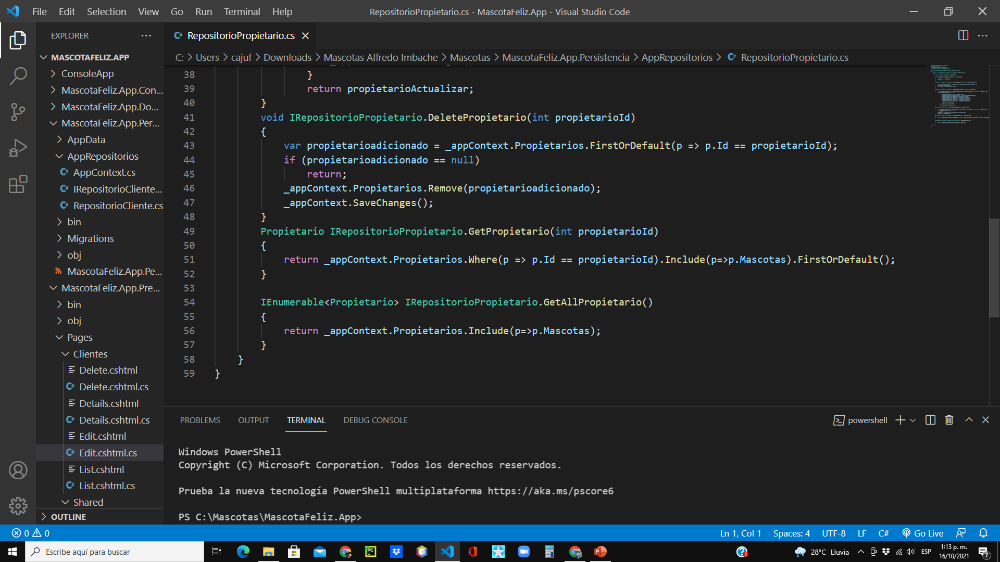 File Edit Selection View Go Run Terminal Help
RepositorioPropietario.cs - MascotaFeliz.App - Visual Studio Code
EXPLORER
MASCOTAFELIZ.APP
ConsoleApp
MascotaFeliz.App.Con...
MascotaFeliz.App.Do...
MascotaFeliz.App.Per...
AppData
AppRepositorios
AppContext.cs
IRepositorioCliente...
RepositorioCliente.cs
bin
Migrations
obj
MascotaFeliz.App.Pe...
MascotaFeliz.App.Pre...
bin
obj
Pages
Clientes
Delete.cshtml
Delete.cshtml.cs
Details.cshtml
Details.cshtml.cs
Edit.cshtml
Edit.cshtml.cs
List.cshtml
List.cshtml.cs
Shared
OUTLINE
RepositorioPropietario.cs
C: > Users > cajuf > Downloads > Mascotas Alfredo Imbache > Mascotas > MascotaFeliz.App.Persistencia > AppRepositorios > RepositorioPropietario.cs
38 }
39 return propietarioActualizar;
40 }
41 void IRepositorioPropietario.DeletePropietario(int propietarioId)
42 {
43 var propietarioadicionado = _appContext.Propietarios.FirstOrDefault(p => p.Id == propietarioId);
44 if (propietarioadicionado == null)
45 return;
46 _appContext.Propietarios.Remove(propietarioadicionado);
47 _appContext.SaveChanges();
48 }
49 Propietario IRepositorioPropietario.GetPropietario(int propietarioId)
50 {
51 return _appContext.Propietarios.Where(p => p.Id == propietarioId).Include(p=>p.Mascotas).FirstOrDefault();
52 }
53
54 IEnumerable<Propietario> IRepositorioPropietario.GetAllPropietario()
55 {
56 return _appContext.Propietarios.Include(p=>p.Mascotas);
57 }
58 }
59 }
PROBLEMS OUTPUT TERMINAL DEBUG CONSOLE
powershell
Windows PowerShell
Copyright (C) Microsoft Corporation. Todos los derechos reservados.
Prueba la nueva tecnología PowerShell multiplataforma https://aka.ms/pscore6
PS C:\Mascotas\MascotaFeliz.App>
0 0
Ln 1, Col 1 Spaces: 4 UTF-8 LF C# Go Live
Escribe aquí para buscar
28°C Lluvia
ESP
1:13 p. m.
16/10/2021
7